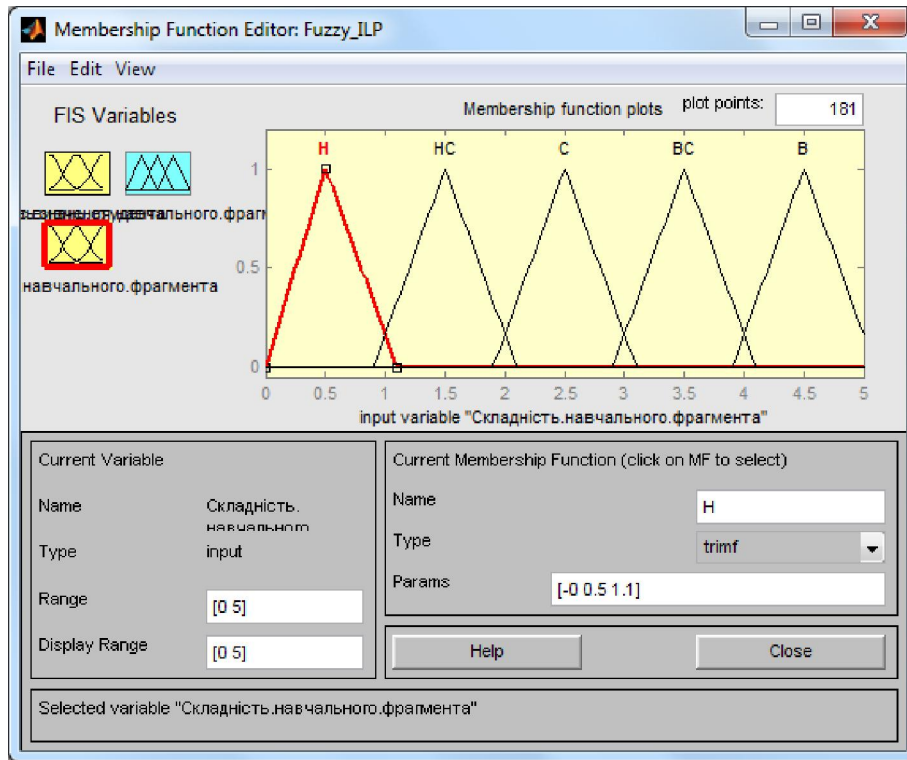 Membership Function Editor: Fuzzy_ILP
File Edit View
FIS Variables
Membership function plots
plot points:
181
H
HC
C
BC
B
1
0.5
0
навчального.фрагмента
0 0.5 1 1.5 2 2.5 3 3.5 4 4.5 5
input variable "Складність.навчального.фрагмента"
Current Variable
Name
Складність.
навчального
Type
input
Range
[0 5]
Display Range
[0 5]
Current Membership Function (click on MF to select)
Name
H
Type
trimf
Params
[-0 0.5 1.1]
Help
Close
Selected variable "Складність.навчального.фрагмента"